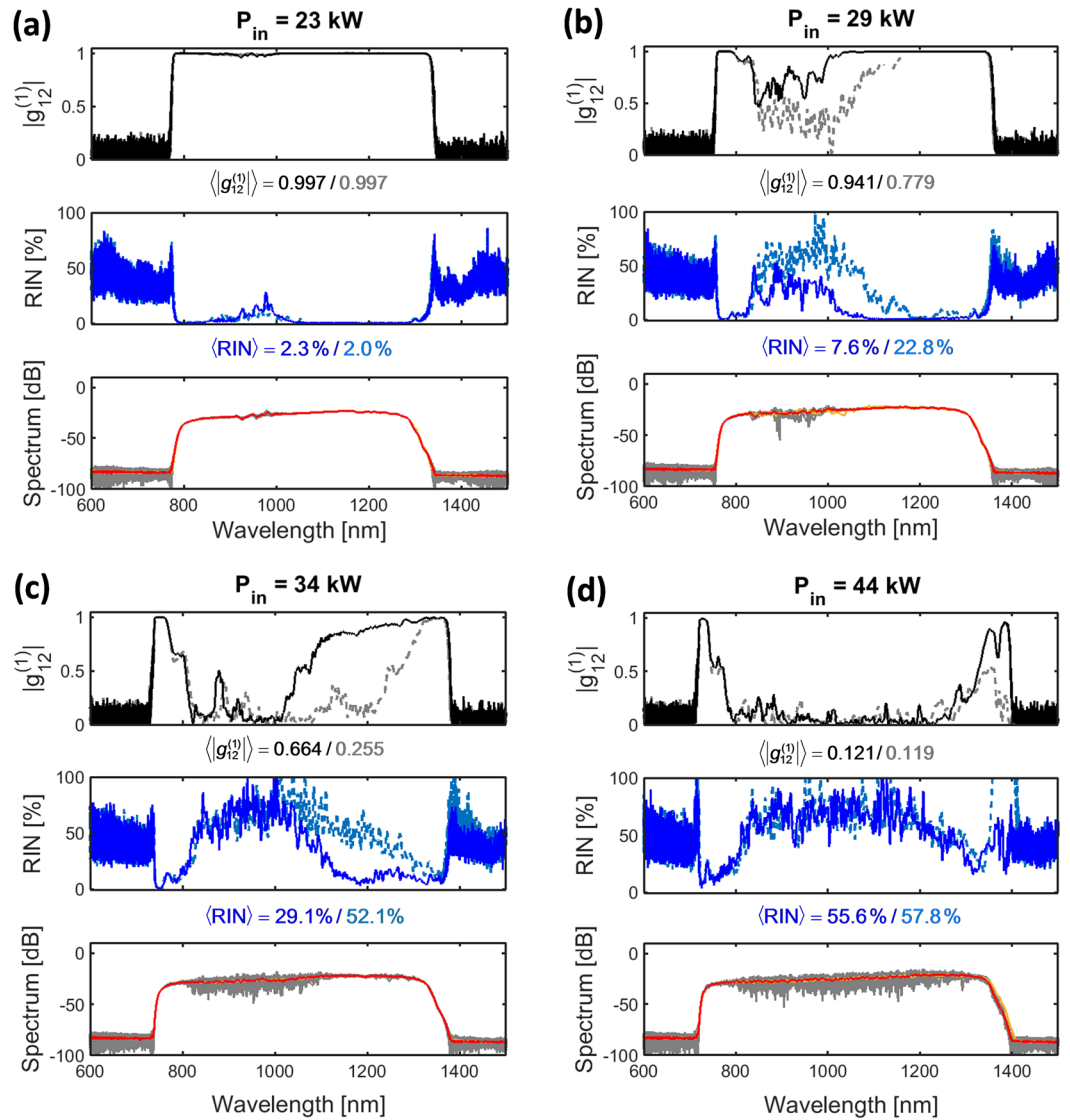 (a)
P_in = 23 kW
|g_12^(1)|
1
0.5
0
⟨|g_12^(1)|⟩ = 0.997 / 0.997
RIN [%]
100
50
0
⟨RIN⟩ = 2.3 % / 2.0 %
Spectrum [dB]
0
-50
-100
600 800 1000 1200 1400
Wavelength [nm]
(b)
P_in = 29 kW
|g_12^(1)|
1
0.5
0
⟨|g_12^(1)|⟩ = 0.941 / 0.779
RIN [%]
100
50
0
⟨RIN⟩ = 7.6 % / 22.8%
Spectrum [dB]
0
-50
-100
600 800 1000 1200 1400
Wavelength [nm]
(c)
P_in = 34 kW
|g_12^(1)|
1
0.5
0
⟨|g_12^(1)|⟩ = 0.664 / 0.255
RIN [%]
100
50
0
⟨RIN⟩ = 29.1% / 52.1%
Spectrum [dB]
0
-50
-100
600 800 1000 1200 1400
Wavelength [nm]
(d)
P_in = 44 kW
|g_12^(1)|
1
0.5
0
⟨|g_12^(1)|⟩ = 0.121 / 0.119
RIN [%]
100
50
0
⟨RIN⟩ = 55.6 % / 57.8 %
Spectrum [dB]
0
-50
-100
600 800 1000 1200 1400
Wavelength [nm]